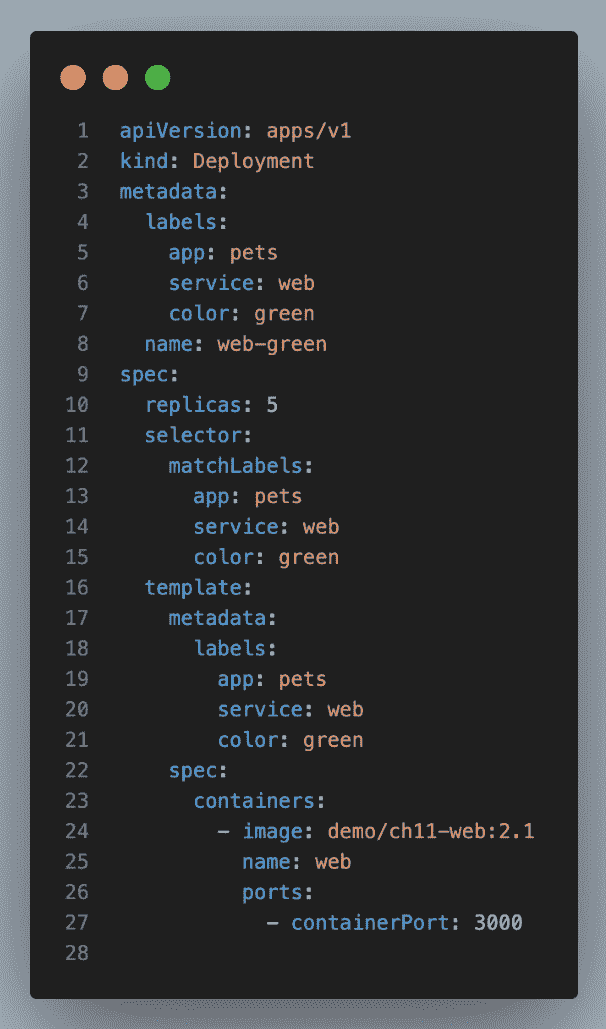 1 apiVersion: apps/v1
2 kind: Deployment
3 metadata:
4   labels:
5     app: pets
6     service: web
7     color: green
8   name: web-green
9 spec:
10   replicas: 5
11   selector:
12     matchLabels:
13       app: pets
14       service: web
15       color: green
16   template:
17     metadata:
18       labels:
19         app: pets
20         service: web
21         color: green
22     spec:
23       containers:
24         - image: demo/ch11-web:2.1
25           name: web
26           ports:
27             - containerPort: 3000
28